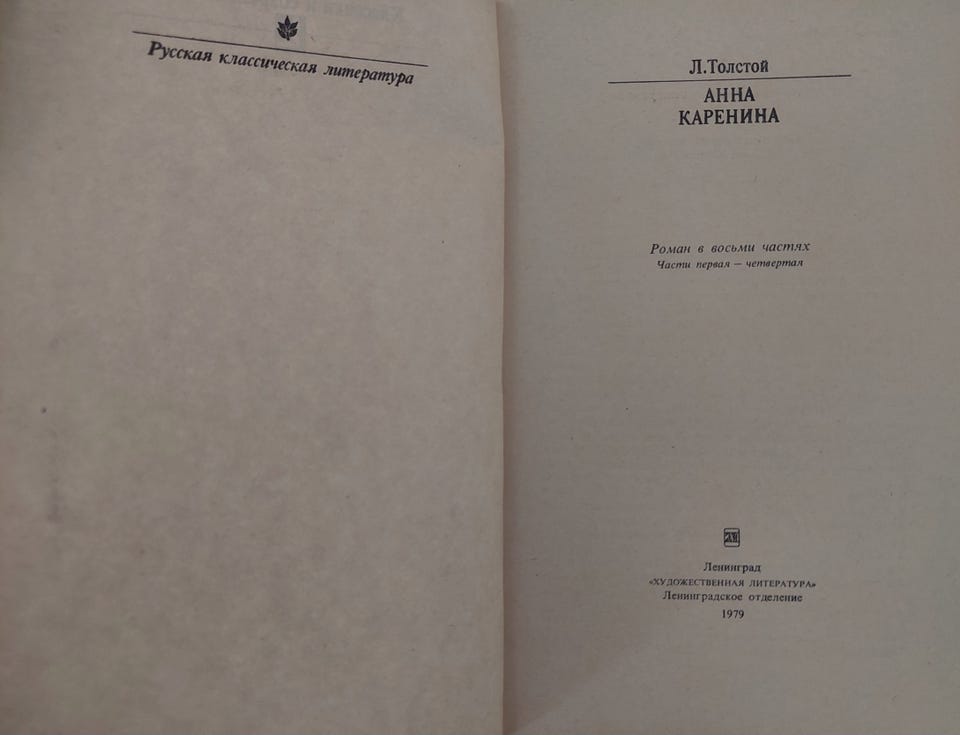 Русская классическая литература
Л.Толстой
АННА
КАРЕНИНА
Роман в восьми частях
Части первая – четвертая
Ленинград
«ХУДОЖЕСТВЕННАЯ ЛИТЕРАТУРА»
Ленинградское отделение
1979